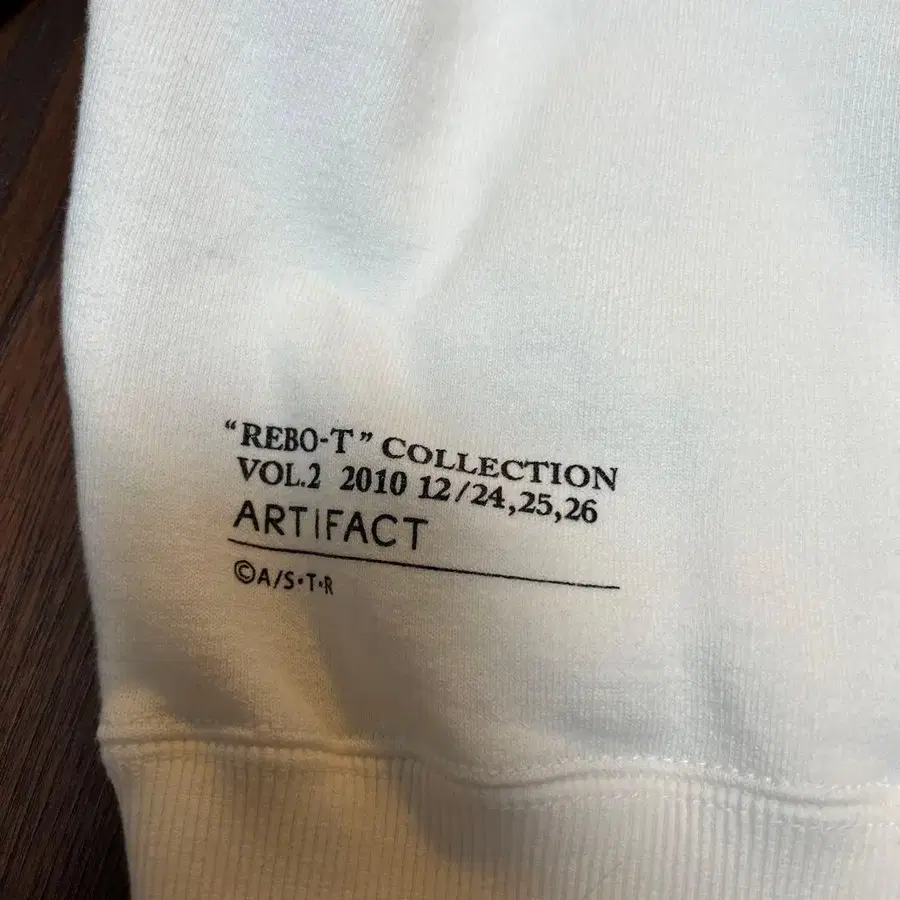 “REBO-T” COLLECTION
VOL.2 2010 12/24,25,26
ARTIFACT
©A/S·T·R